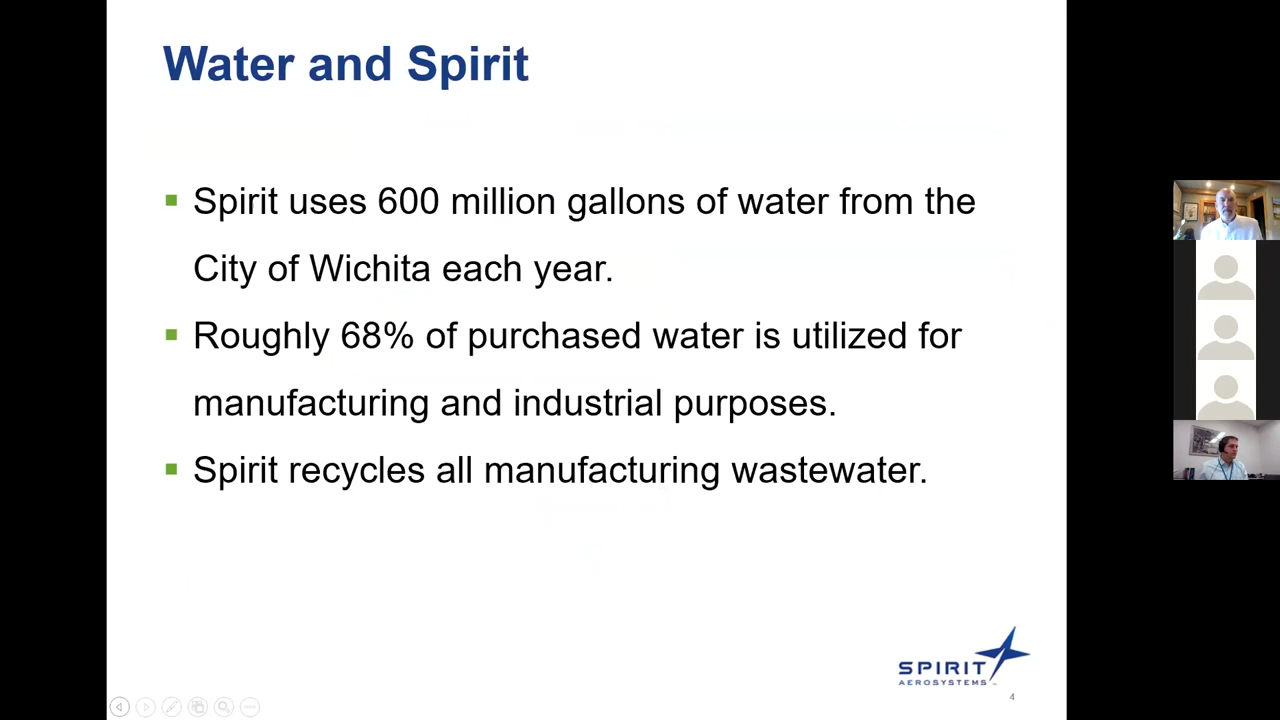 Water and Spirit
Spirit uses 600 million gallons of water from the
City of Wichita each year.
Roughly 68% of purchased water is utilized for
manufacturing and industrial purposes.
Spirit recycles all manufacturing wastewater.
SPIRIT
AEROSYSTEMS
4